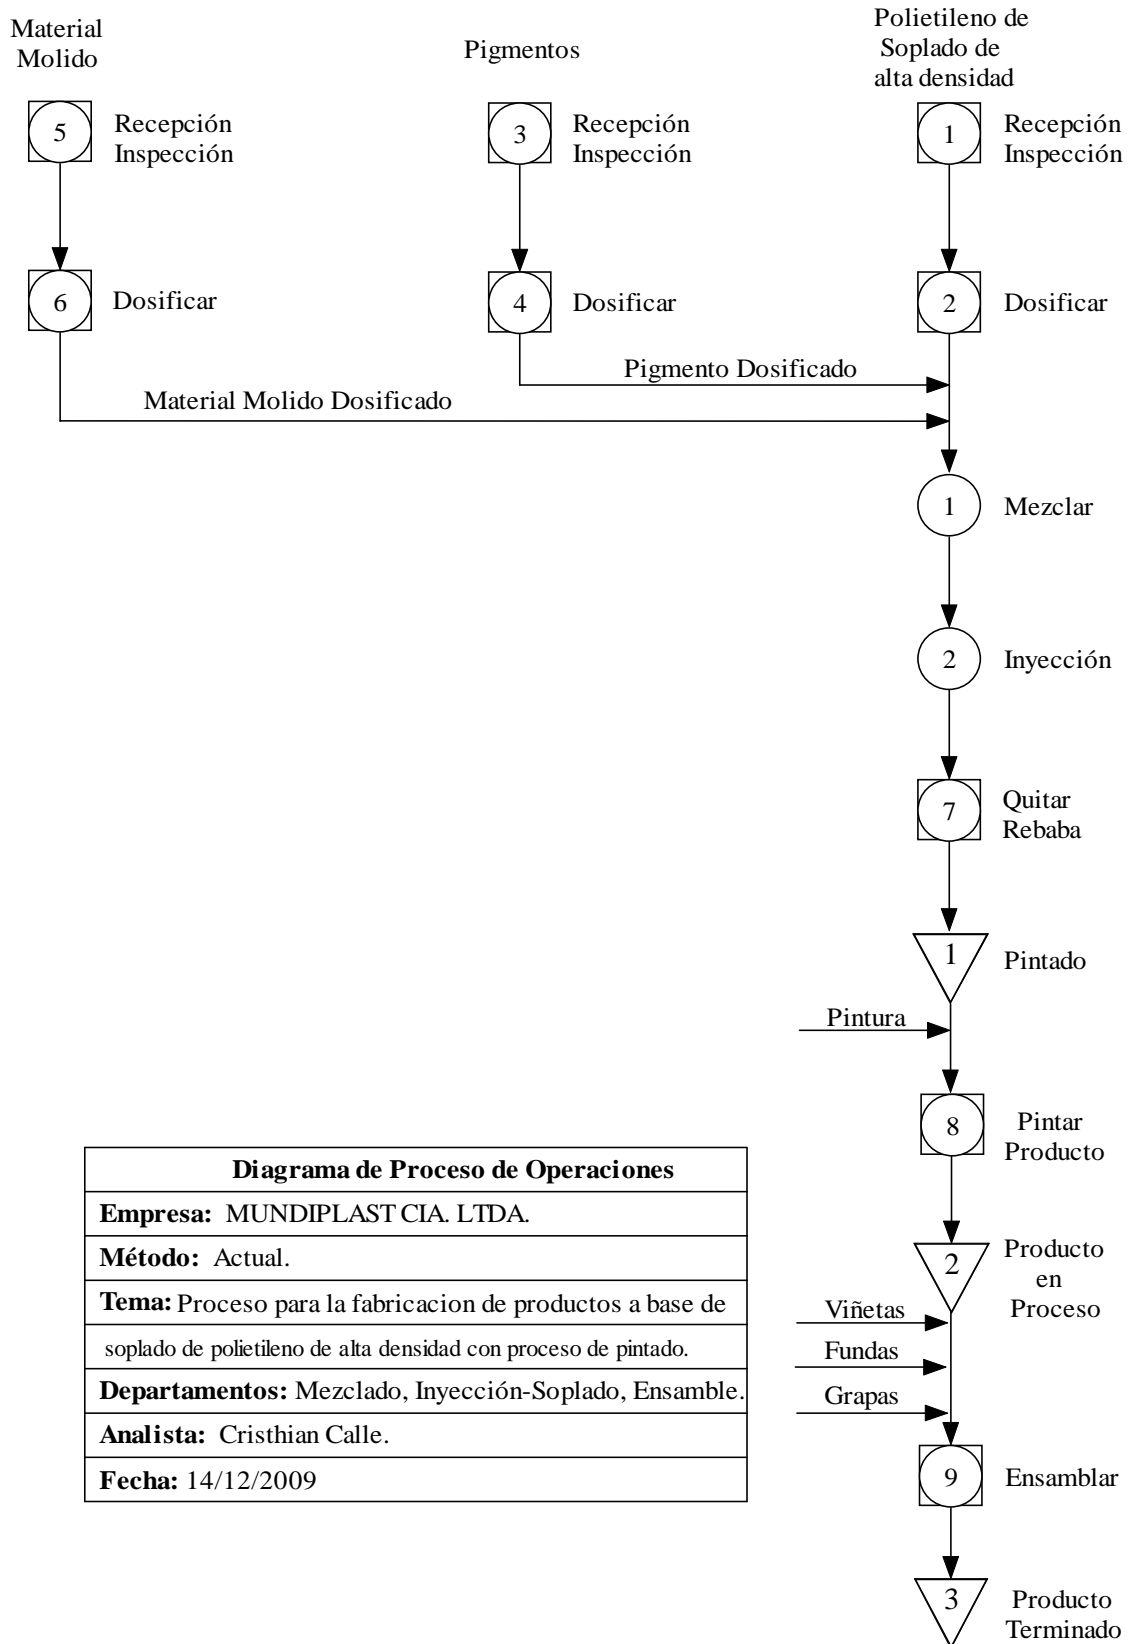 Material
Molido
Pigmentos
Polietileno de
Soplado de
alta densidad
5
Recepción
Inspección
3
Recepción
Inspección
1
Recepción
Inspección
6
Dosificar
4
Dosificar
2
Dosificar
Pigmento Dosificado
Material Molido Dosificado
1
Mezclar
2
Inyección
7
Quitar
Rebaba
1
Pintado
Pintura
8
Pintar
Producto
2
Producto
en
Proceso
Viñetas
Fundas
Grapas
9
Ensamblar
3
Producto
Terminado
Diagrama de Proceso de Operaciones
Empresa: MUNDIPLAST CIA. LTDA.
Método: Actual.
Tema: Proceso para la fabricacion de productos a base de
soplado de polietileno de alta densidad con proceso de pintado.
Departamentos: Mezclado, Inyección-Soplado, Ensamble.
Analista: Cristhian Calle.
Fecha: 14/12/2009